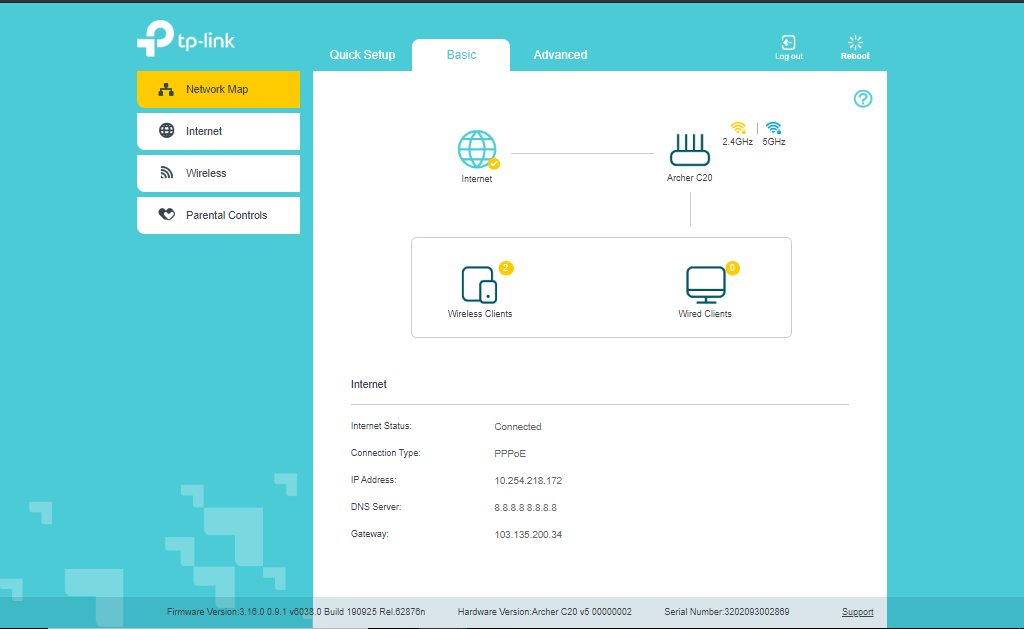 tp-link
Quick Setup Basic Advanced Log out Reboot
Network Map
Internet
Wireless
Parental Controls
2.4GHz 5GHz
Internet
Archer C20
2 0
Wireless Clients Wired Clients
Internet
Internet Status: Connected
Connection Type: PPPoE
IP Address: 10.254.218.172
DNS Server: 8.8.8.8 8.8.8.8
Gateway: 103.135.200.34
Firmware Version:3.16.0 0.9.1 v6038.0 Build 190925 Rel.62876n Hardware Version:Archer C20 v5 00000002 Serial Number:3202093002869 Support